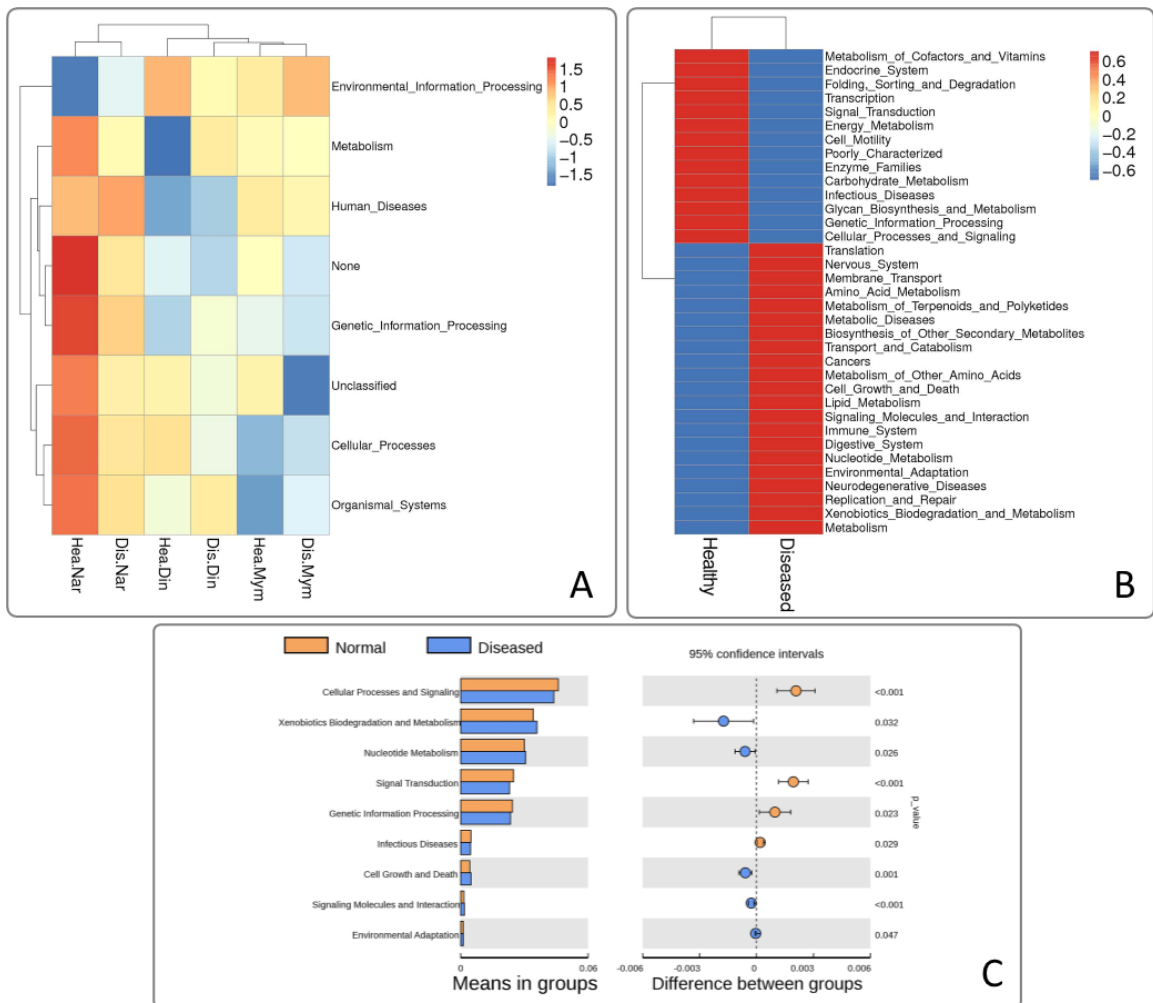 Environmental_Information_Processing
Metabolism
Human_Diseases
None
Genetic_Information_Processing
Unclassified
Cellular_Processes
Organismal_Systems
1.5
1
0.5
0
−0.5
−1
−1.5
Hea.Nar
Dis.Nar
Hea.Din
Dis.Din
Hea.Mym
Dis.Mym
A
Metabolism_of_Cofactors_and_Vitamins
Endocrine_System
Folding,_Sorting_and_Degradation
Transcription
Signal_Transduction
Energy_Metabolism
Cell_Motility
Poorly_Characterized
Enzyme_Families
Carbohydrate_Metabolism
Infectious_Diseases
Glycan_Biosynthesis_and_Metabolism
Genetic_Information_Processing
Cellular_Processes_and_Signaling
Translation
Nervous_System
Membrane_Transport
Amino_Acid_Metabolism
Metabolism_of_Terpenoids_and_Polyketides
Metabolic_Diseases
Biosynthesis_of_Other_Secondary_Metabolites
Transport_and_Catabolism
Cancers
Metabolism_of_Other_Amino_Acids
Cell_Growth_and_Death
Lipid_Metabolism
Signaling_Molecules_and_Interaction
Immune_System
Digestive_System
Nucleotide_Metabolism
Environmental_Adaptation
Neurodegenerative_Diseases
Replication_and_Repair
Xenobiotics_Biodegradation_and_Metabolism
Metabolism
0.6
0.4
0.2
0
−0.2
−0.4
−0.6
Healthy
Diseased
B
Normal
Diseased
95% confidence intervals
Cellular Processes and Signaling
<0.001
Xenobiotics Biodegradation and Metabolism
0.032
Nucleotide Metabolism
0.026
Signal Transduction
<0.001
Genetic Information Processing
0.023
Infectious Diseases
0.029
Cell Growth and Death
0.001
Signaling Molecules and Interaction
<0.001
Environmental Adaptation
0.047
p_value
0
0.06
-0.006
-0.003
0
0.003
0.006
Means in groups
Difference between groups
C